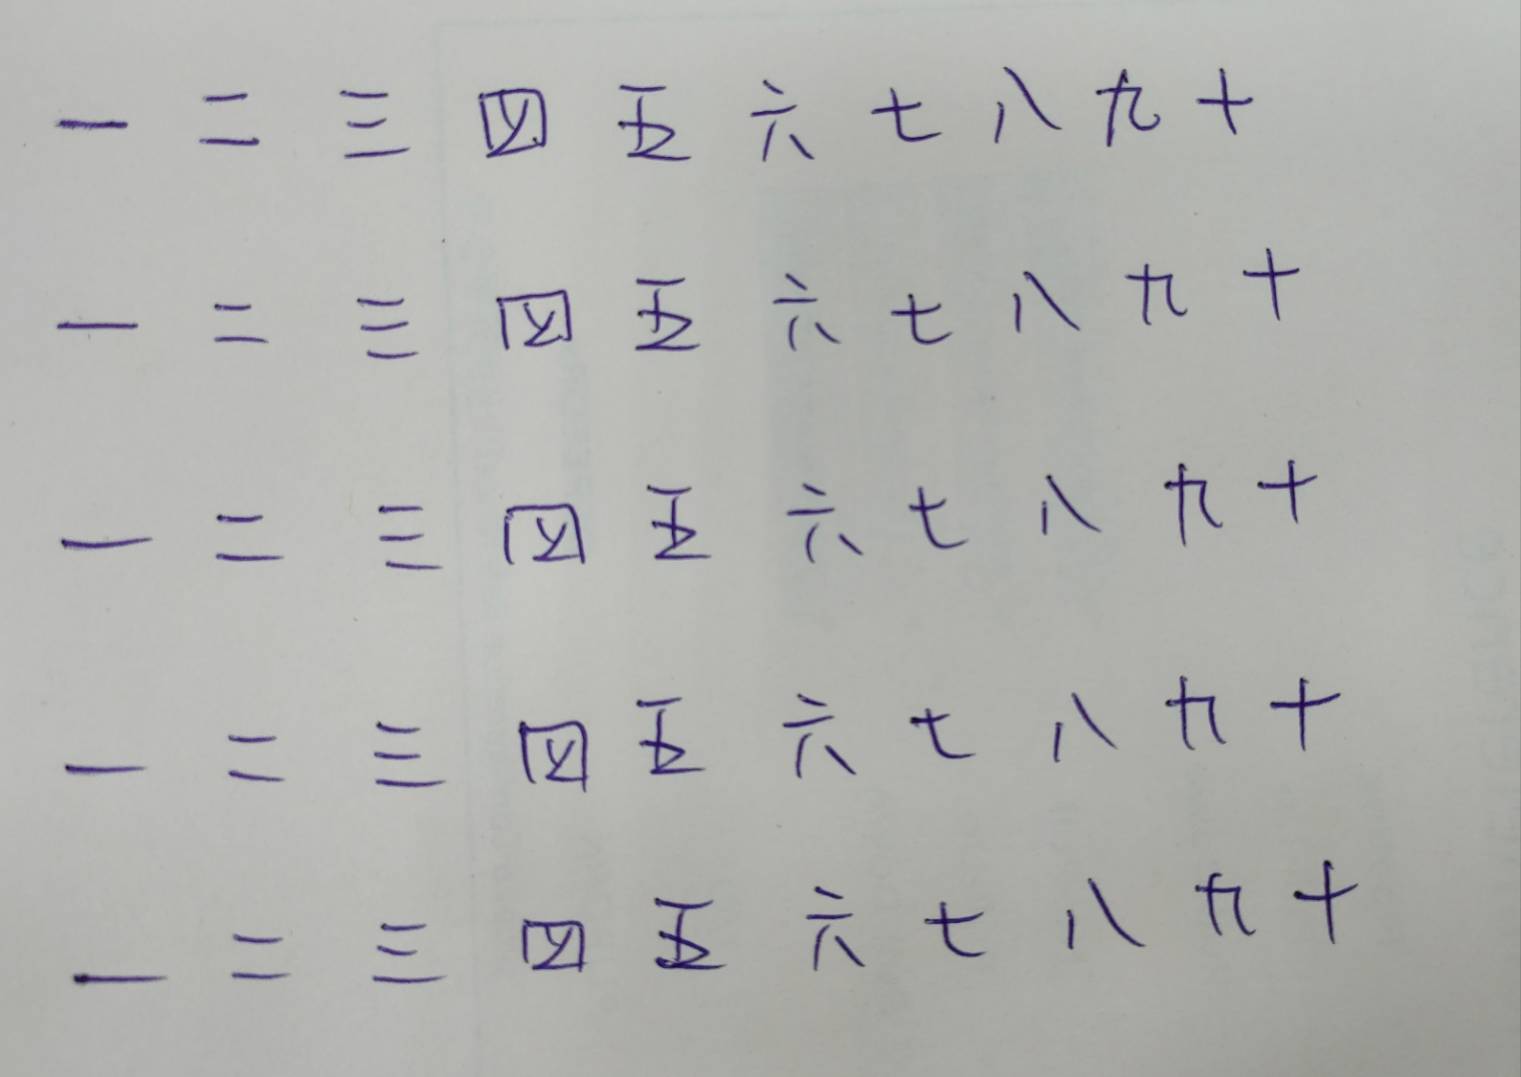 一 二 三 四 五 六 七 八 九 十
一 二 三 四 五 六 七 八 九 十
一 二 三 四 五 六 七 八 九 十
一 二 三 四 五 六 七 八 九 十
一 二 三 四 五 六 七 八 九 十